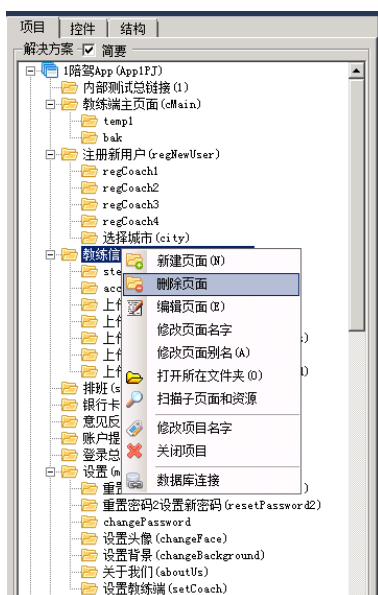 项目 控件 结构
解决方案 简要
1陪驾App(App1PJ)
内部测试总链接(1)
教练端主页面(cMain)
temp1
bak
注册新用户(regNewUser)
regCoach1
regCoach2
regCoach3
regCoach4
选择城市(city)
教练信
新建页面(N)
ste
删除页面
acc
编辑页面(E)
上
修改页面名字
上
修改页面别名(A)
上
打开所在文件夹(O)
上
扫描子页面和资源
排班(s
银行卡
修改项目名字
意见反
关闭项目
账户提
登录总
数据库连接
设置(m
重置
重置密码2设置新密码(resetPassword2)
changePassword
设置头像(changeFace)
设置背景(changeBackground)
关于我们(aboutUs)
设置教练端(setCoach)